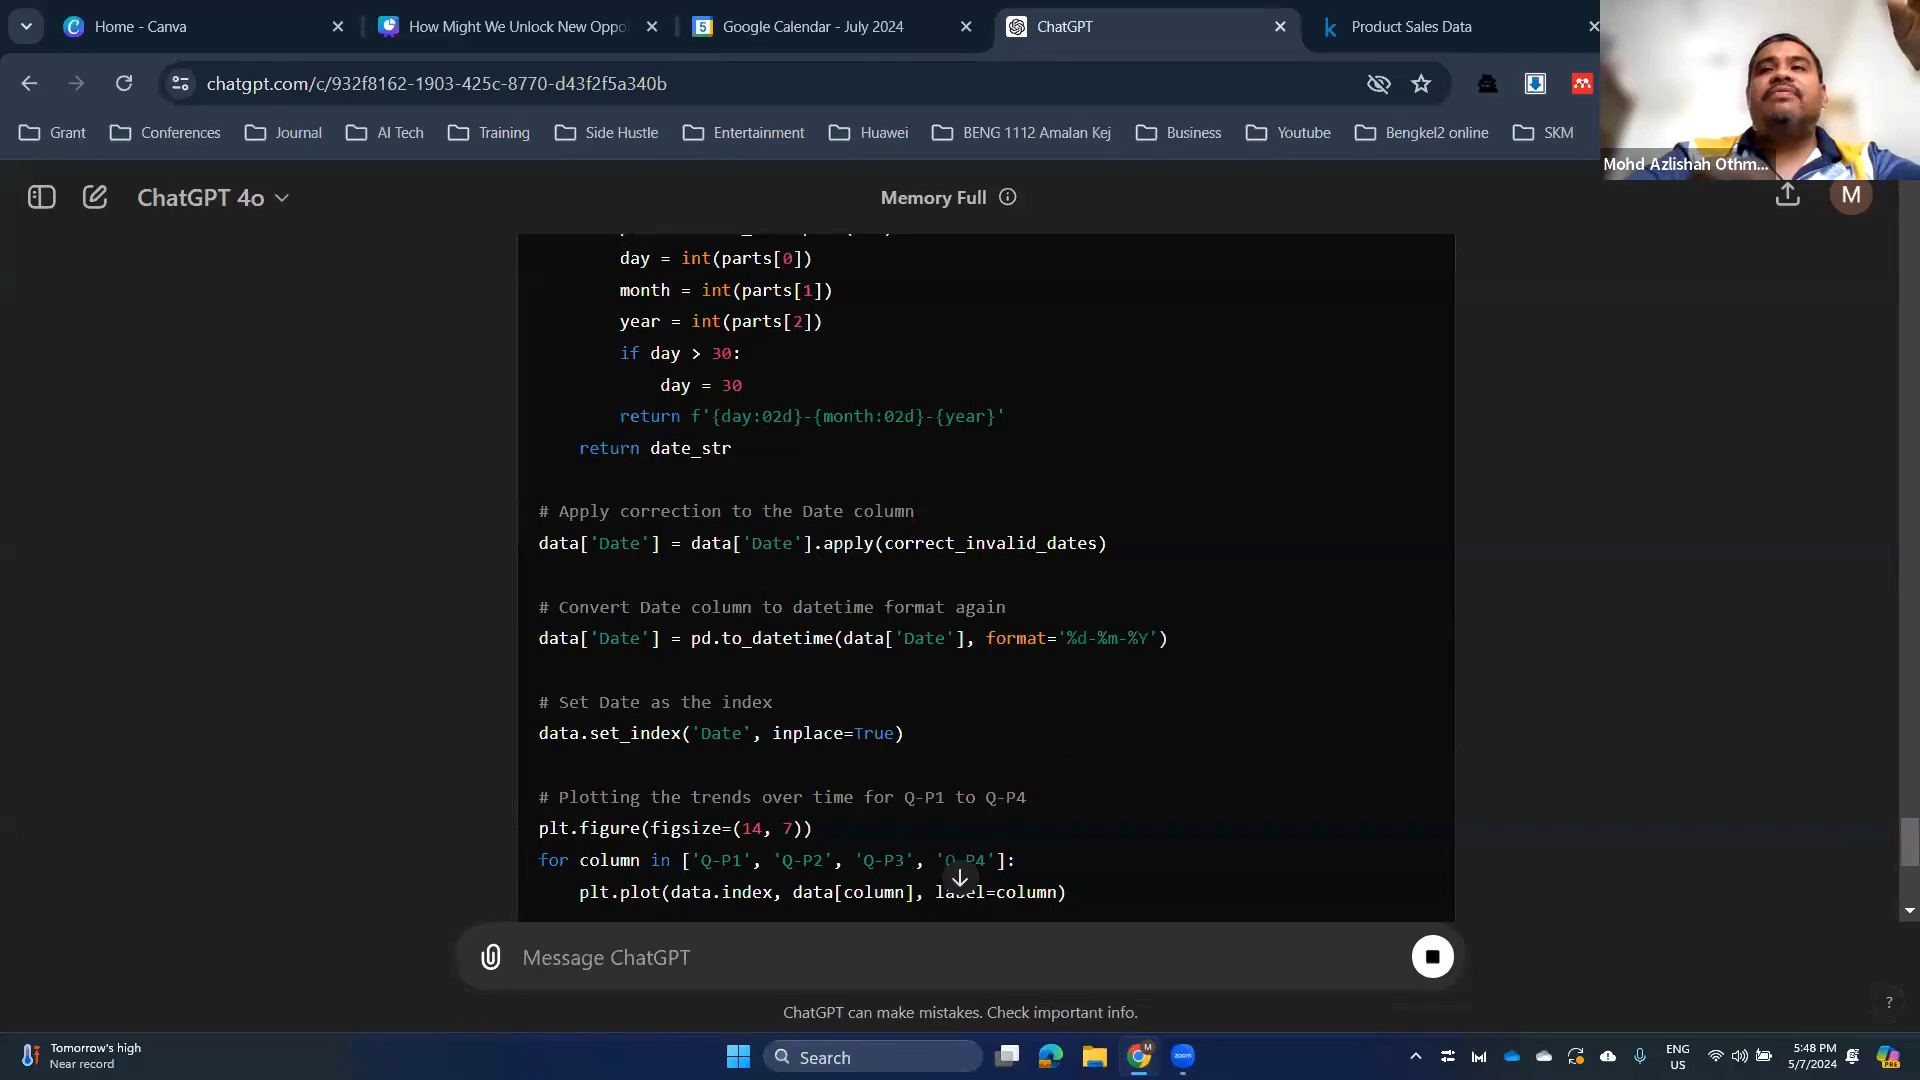 Home - Canva
How Might We Unlock New Oppo
Google Calendar - July 2024
ChatGPT
Product Sales Data
chatgpt.com/c/932f8162-1903-425c-8770-d43f2f5a340b
Grant
Conferences
Journal
AI Tech
Training
Side Hustle
Entertainment
Huawei
BENG 1112 Amalan Kej
Business
Youtube
Bengkel2 online
SKM
Mohd Azlishah Othm...
ChatGPT 4o
Memory Full
M
day = int(parts[0])
month = int(parts[1])
year = int(parts[2])
if day > 30:
day = 30
return f'{day:02d}-{month:02d}-{year}'
return date_str
# Apply correction to the Date column
data['Date'] = data['Date'].apply(correct_invalid_dates)
# Convert Date column to datetime format again
data['Date'] = pd.to_datetime(data['Date'], format='%d-%m-%Y')
# Set Date as the index
data.set_index('Date', inplace=True)
# Plotting the trends over time for Q-P1 to Q-P4
plt.figure(figsize=(14, 7))
for column in ['Q-P1', 'Q-P2', 'Q-P3', 'Q-P4']:
plt.plot(data.index, data[column], label=column)
Message ChatGPT
ChatGPT can make mistakes. Check important info.
?
Tomorrow's high
Near record
Search
zoom
ENG
US
5:48 PM
5/7/2024